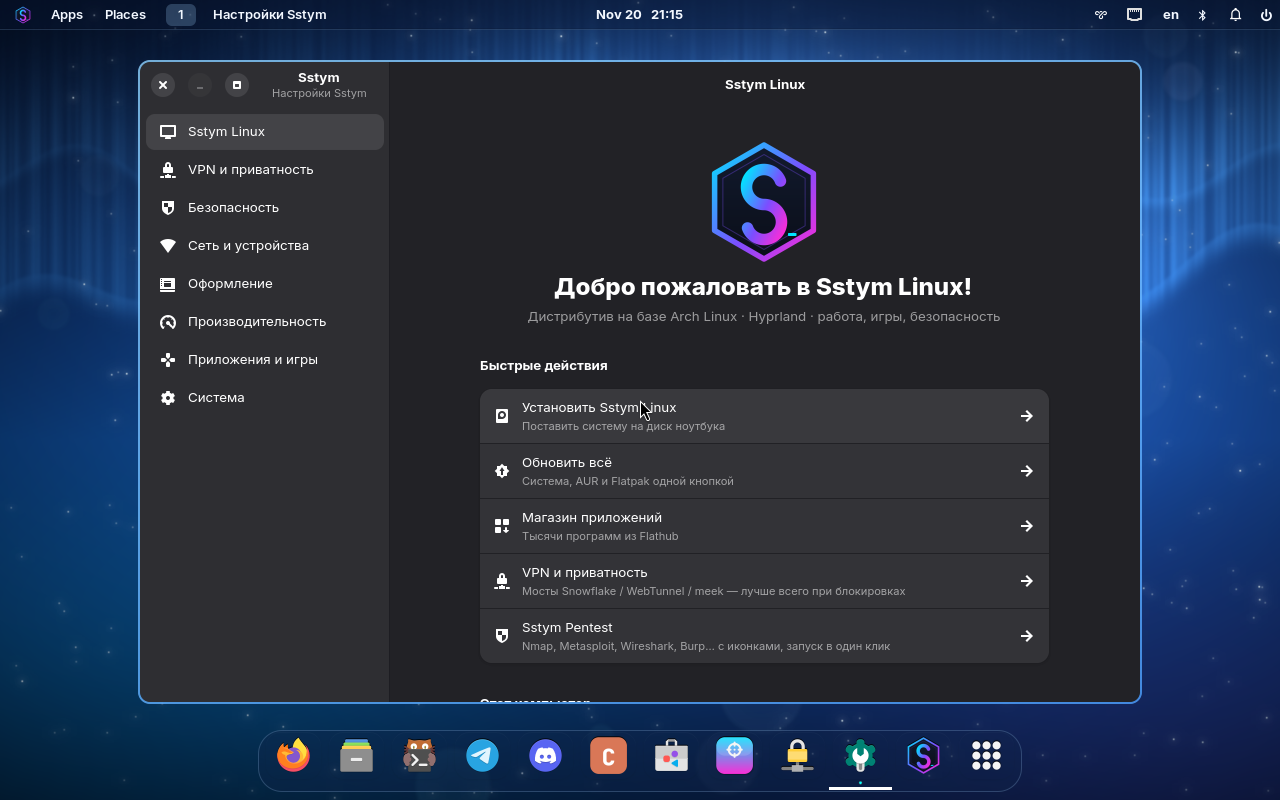 Apps Places 1 Настройки Sstym Nov 20 21:15 en
Sstym
Настройки Sstym
Sstym Linux
Sstym Linux
VPN и приватность
Безопасность
Сеть и устройства
Оформление
Производительность
Приложения и игры
Система
Добро пожаловать в Sstym Linux!
Дистрибутив на базе Arch Linux · Hyprland · работа, игры, безопасность
Быстрые действия
Установить Sstym Linux
Поставить систему на диск ноутбука
Обновить всё
Система, AUR и Flatpak одной кнопкой
Магазин приложений
Тысячи программ из Flathub
VPN и приватность
Мосты Snowflake / WebTunnel / meek — лучше всего при блокировках
Sstym Pentest
Nmap, Metasploit, Wireshark, Burp... с иконками, запуск в один клик